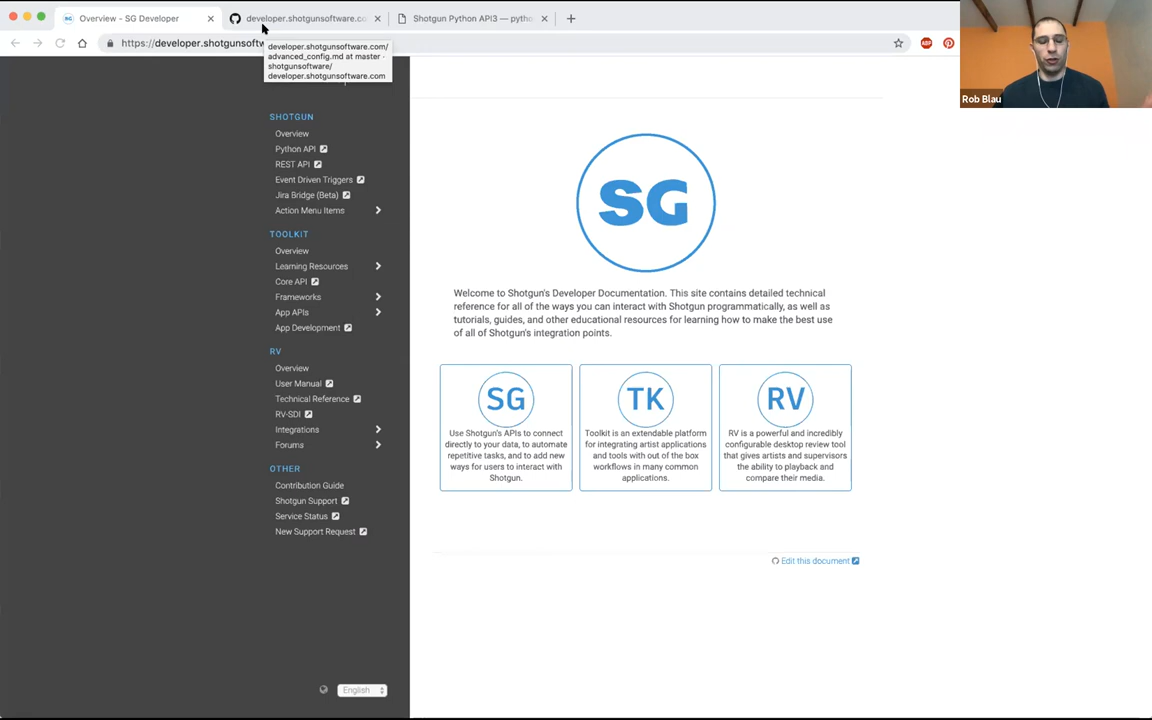 Overview - SG Developer
developer.shotgunsoftware.co
Shotgun Python API3 — pytho
https://developer.shotgunsoftw
developer.shotgunsoftware.com/
advanced_config.md at master ·
shotgunsoftware/
developer.shotgunsoftware.com
ABP
Rob Blau
SHOTGUN
Overview
Python API
REST API
Event Driven Triggers
Jira Bridge (Beta)
Action Menu Items
TOOLKIT
Overview
Learning Resources
Core API
Frameworks
App APIs
App Development
RV
Overview
User Manual
Technical Reference
RV-SDI
Integrations
Forums
OTHER
Contribution Guide
Shotgun Support
Service Status
New Support Request
English
SG
Welcome to Shotgun's Developer Documentation. This site contains detailed technical
reference for all of the ways you can interact with Shotgun programmatically, as well as
tutorials, guides, and other educational resources for learning how to make the best use
of all of Shotgun's integration points.
SG
Use Shotgun's APIs to connect
directly to your data, to automate
repetitive tasks, and to add new
ways for users to interact with
Shotgun.
TK
Toolkit is an extendable platform
for integrating artist applications
and tools with out of the box
workflows in many common
applications.
RV
RV is a powerful and incredibly
configurable desktop review tool
that gives artists and supervisors
the ability to playback and
compare their media.
Edit this document